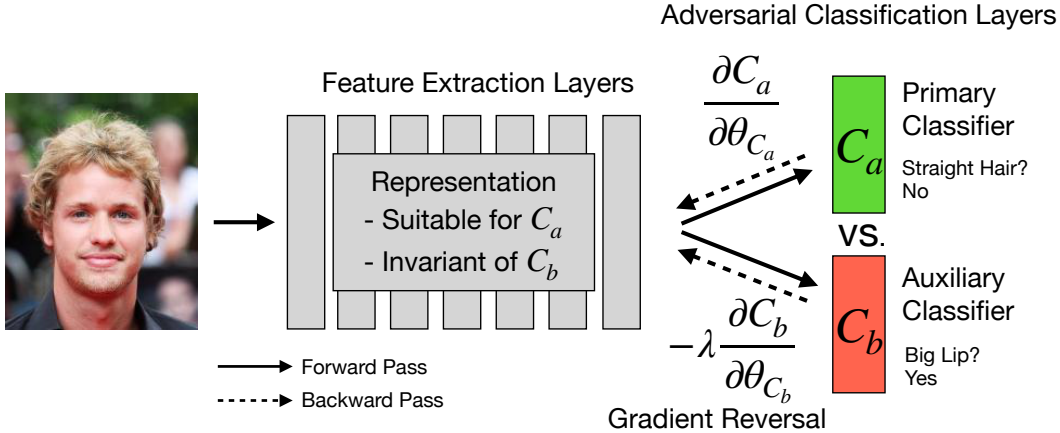 Adversarial Classification Layers
Feature Extraction Layers
Representation
- Suitable for C_a
- Invariant of C_b
∂C_a
∂θ_{C_a}
C_a
Primary
Classifier
Straight Hair?
No
vs.
C_b
Auxiliary
Classifier
Big Lip?
Yes
-λ ∂C_b
∂θ_{C_b}
Gradient Reversal
Forward Pass
Backward Pass